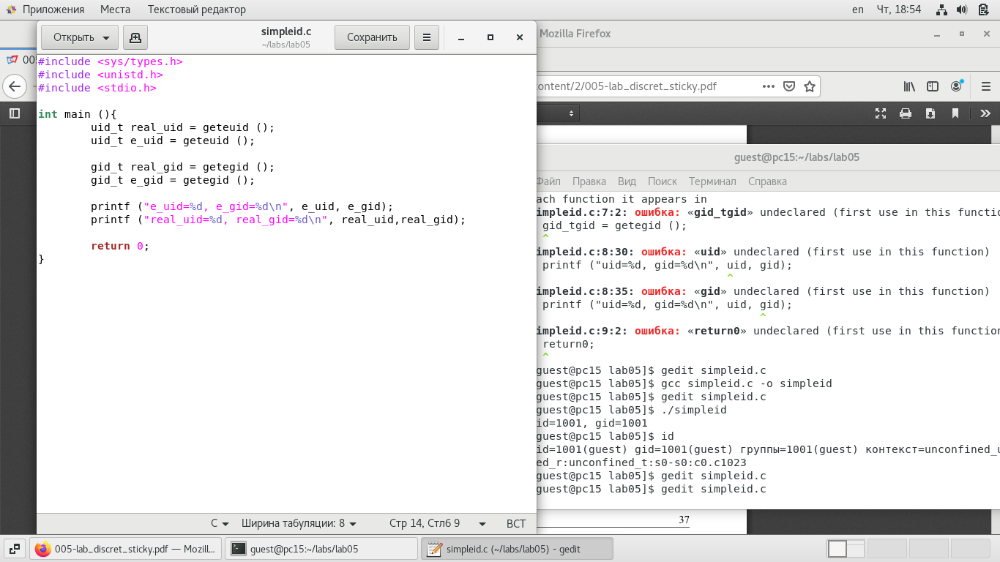 Приложения Места Текстовый редактор en Чт, 18:54
Открыть simpleid.c ~/labs/lab05 Сохранить
Mozilla Firefox
ontent/2/005-lab_discret_sticky.pdf
#include <sys/types.h>
#include <unistd.h>
#include <stdio.h>
int main (){
uid_t real_uid = geteuid ();
uid_t e_uid = geteuid ();
gid_t real_gid = getegid ();
gid_t e_gid = getegid ();
printf ("e_uid=%d, e_gid=%d\n", e_uid, e_gid);
printf ("real_uid=%d, real_gid=%d\n", real_uid,real_gid);
return 0;
}
C Ширина табуляции: 8 Стр 14, Стлб 9 ВСТ
guest@pc15:~/labs/lab05
Файл Правка Вид Поиск Терминал Справка
ach function it appears in
impleid.c:7:2: ошибка: «gid_tgid» undeclared (first use in this functio
gid_tgid = getegid ();
^
impleid.c:8:30: ошибка: «uid» undeclared (first use in this function)
printf ("uid=%d, gid=%d\n", uid, gid);
^
impleid.c:8:35: ошибка: «gid» undeclared (first use in this function)
printf ("uid=%d, gid=%d\n", uid, gid);
^
impleid.c:9:2: ошибка: «return0» undeclared (first use in this function
return0;
^
guest@pc15 lab05]$ gedit simpleid.c
guest@pc15 lab05]$ gcc simpleid.c -o simpleid
guest@pc15 lab05]$ gedit simpleid.c
guest@pc15 lab05]$ ./simpleid
id=1001, gid=1001
guest@pc15 lab05]$ id
id=1001(guest) gid=1001(guest) группы=1001(guest) контекст=unconfined_u
ed_r:unconfined_t:s0-s0:c0.c1023
guest@pc15 lab05]$ gedit simpleid.c
guest@pc15 lab05]$ gedit simpleid.c
37
005-lab_discret_sticky.pdf — Mozill... guest@pc15:~/labs/lab05 simpleid.c (~/labs/lab05) - gedit